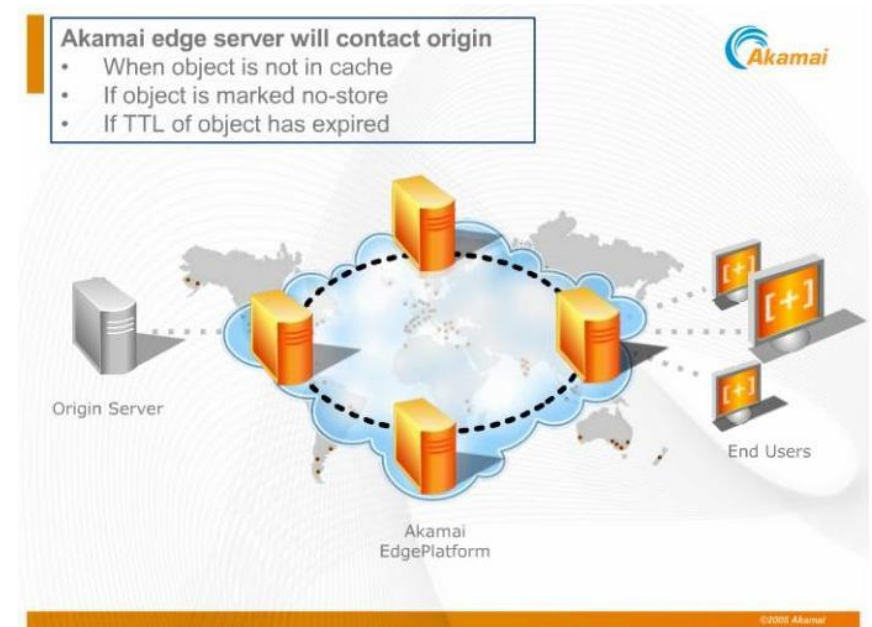 Akamai edge server will contact origin
• When object is not in cache
• If object is marked no-store
• If TTL of object has expired
Akamai
[+]
[+]
[+]
Origin Server
End Users
Akamai
EdgePlatform
©2005 Akamai